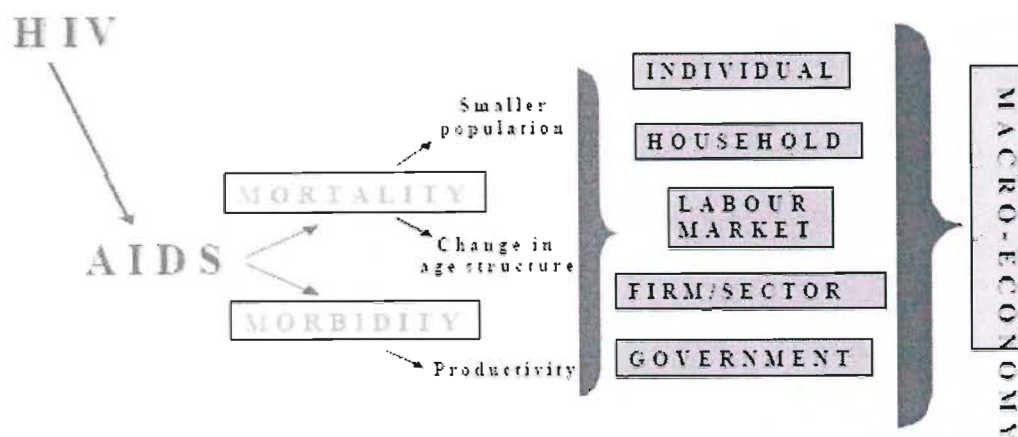 HIV
AIDS
MORTALITY
MORBIDITY
Smaller
population
Change in
age structure
Productivity
INDIVIDUAL
HOUSEHOLD
LABOUR
MARKET
FIRM/SECTOR
GOVERNMENT
MACRO-ECONOMY